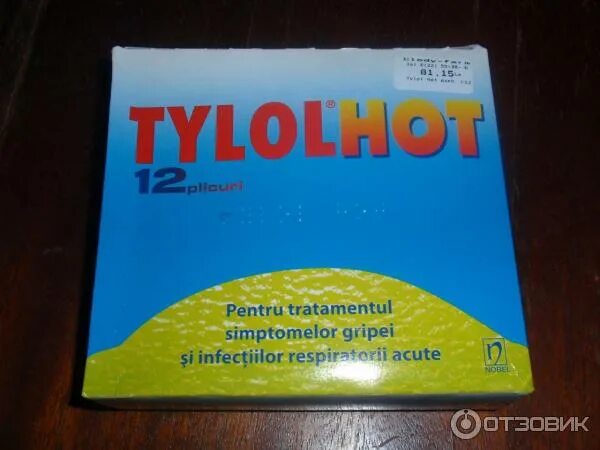 81.15
TYLOL®HOT
12 plicuri
Pentru tratamentul
simptomelor gripei
și infecțiilor respiratorii acute
NOBEL
ОТЗОВИК